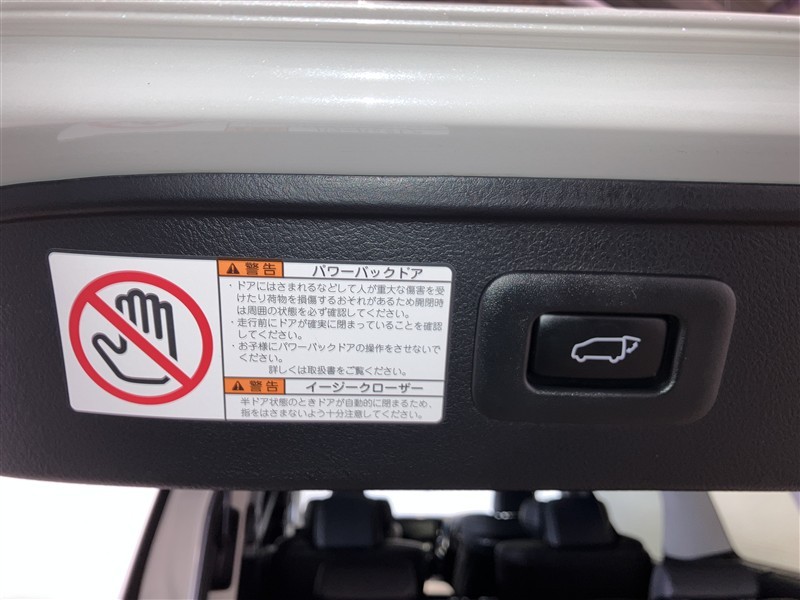 警告 パワーバックドア
・ドアにはさまれるなどして人が重大な傷害を受
けたり荷物を損傷するおそれがあるため開閉時
は周囲の状態を必ず確認してください。
・走行前にドアが確実に閉まっていることを確認
してください。
・お子様にパワーバックドアの操作をさせないで
ください。
詳しくは取扱書をご覧ください。
警告 イージークローザー
半ドア状態のときドアが自動的に閉まるため、
指をはさまないよう十分注意してください。